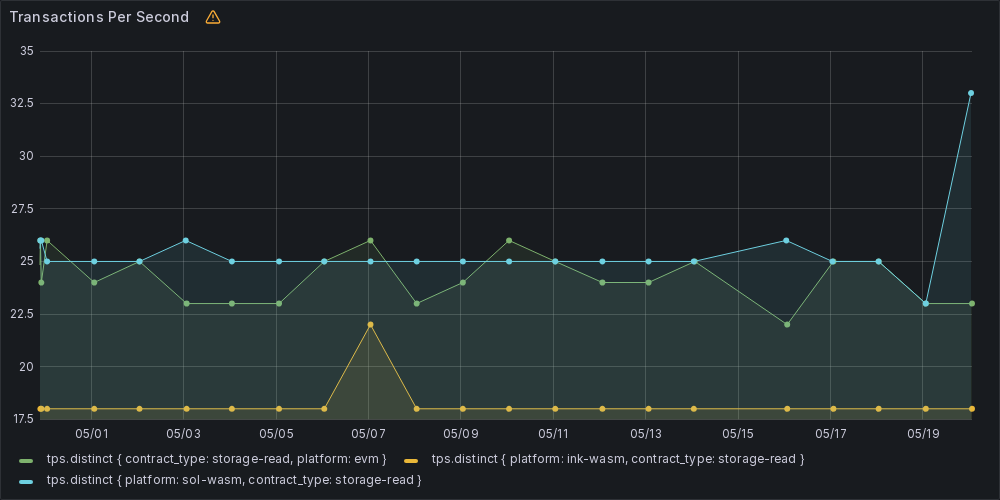 Transactions Per Second
35
32.5
30
27.5
25
22.5
20
17.5
05/01 05/03 05/05 05/07 05/09 05/11 05/13 05/15 05/17 05/19
tps.distinct { contract_type: storage-read, platform: evm } tps.distinct { platform: ink-wasm, contract_type: storage-read }
tps.distinct { platform: sol-wasm, contract_type: storage-read }